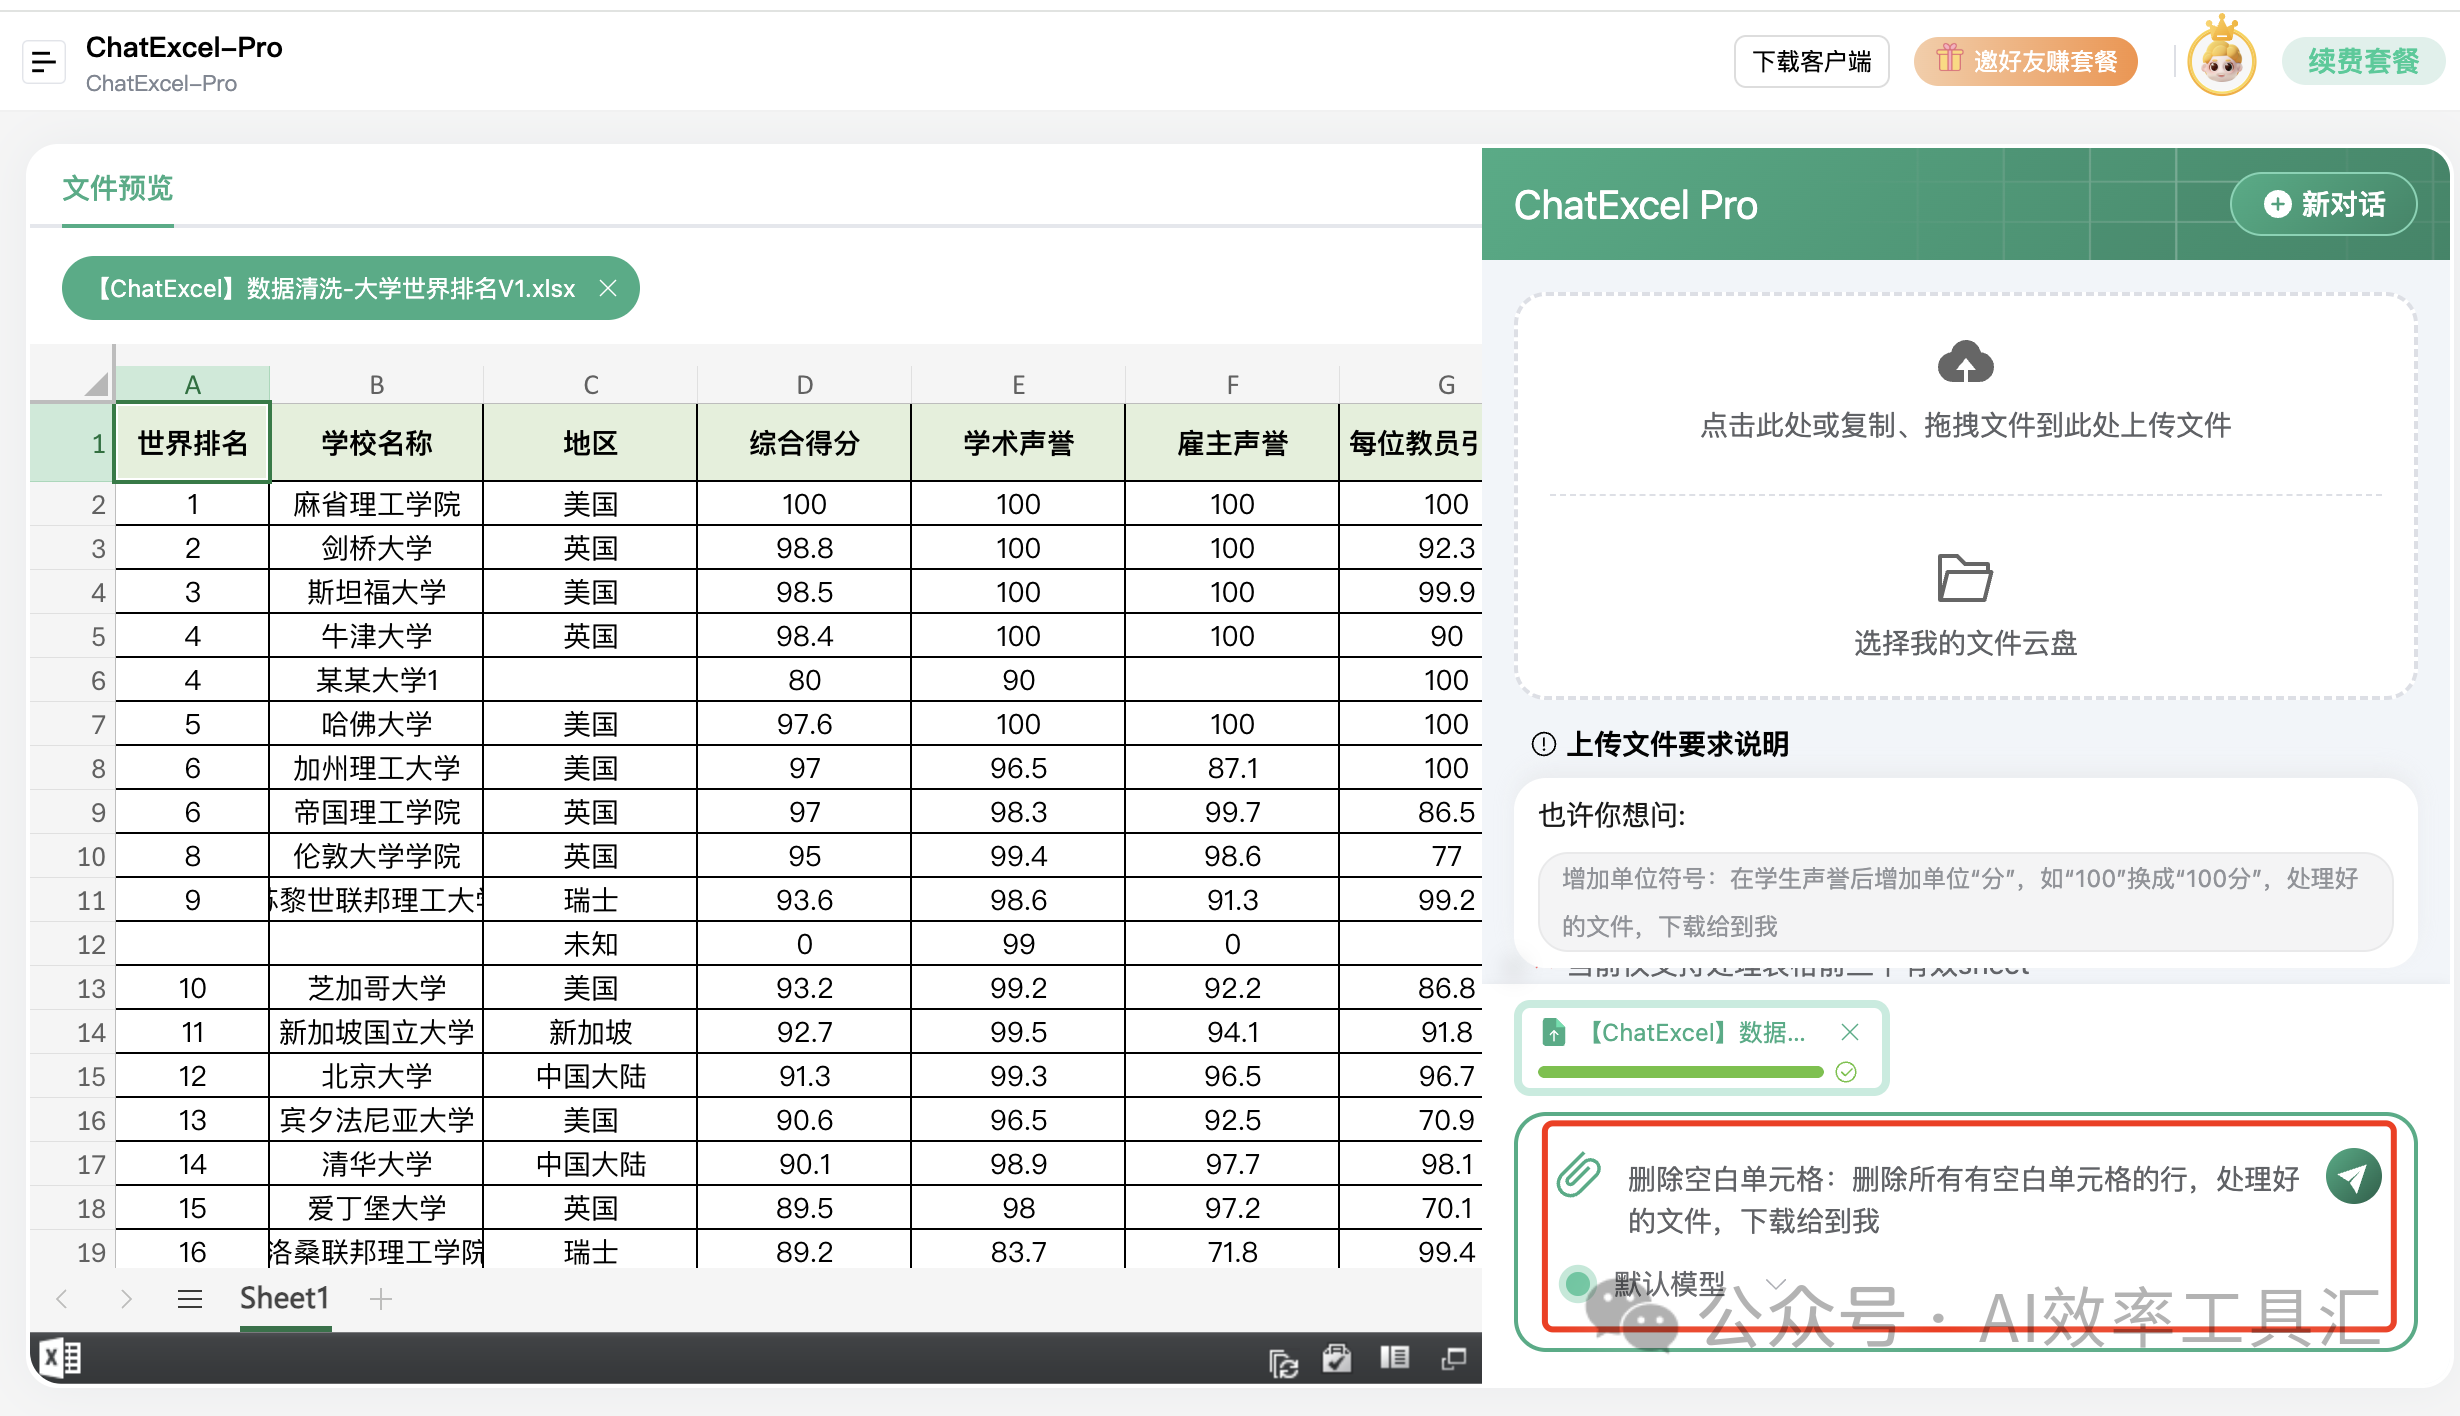 ChatExcel-Pro
ChatExcel-Pro
下载客户端
邀好友赚套餐
续费套餐
文件预览
【ChatExcel】数据清洗-大学世界排名V1.xlsx
A B C D E F G
1 世界排名 学校名称 地区 综合得分 学术声誉 雇主声誉 每位教员引
2 1 麻省理工学院 美国 100 100 100 100
3 2 剑桥大学 英国 98.8 100 100 92.3
4 3 斯坦福大学 美国 98.5 100 100 99.9
5 4 牛津大学 英国 98.4 100 100 90
6 4 某某大学1 80 90 100
7 5 哈佛大学 美国 97.6 100 100 100
8 6 加州理工大学 美国 97 96.5 87.1 100
9 6 帝国理工学院 英国 97 98.3 99.7 86.5
10 8 伦敦大学学院 英国 95 99.4 98.6 77
11 9 苏黎世联邦理工大学 瑞士 93.6 98.6 91.3 99.2
12 未知 0 99 0
13 10 芝加哥大学 美国 93.2 99.2 92.2 86.8
14 11 新加坡国立大学 新加坡 92.7 99.5 94.1 91.8
15 12 北京大学 中国大陆 91.3 99.3 96.5 96.7
16 13 宾夕法尼亚大学 美国 90.6 96.5 92.5 70.9
17 14 清华大学 中国大陆 90.1 98.9 97.7 98.1
18 15 爱丁堡大学 英国 89.5 98 97.2 70.1
19 16 洛桑联邦理工学院 瑞士 89.2 83.7 71.8 99.4
Sheet1
ChatExcel Pro
新对话
点击此处或复制、拖拽文件到此处上传文件
选择我的文件云盘
上传文件要求说明
也许你想问:
增加单位符号：在学生声誉后增加单位“分”，如“100”换成“100分”，处理好
的文件，下载给到我
当前仅支持处理表格前三个有效sheet
【ChatExcel】数据...
删除空白单元格：删除所有有空白单元格的行，处理好
的文件，下载给到我
默认模型
公众号 · AI效率工具汇